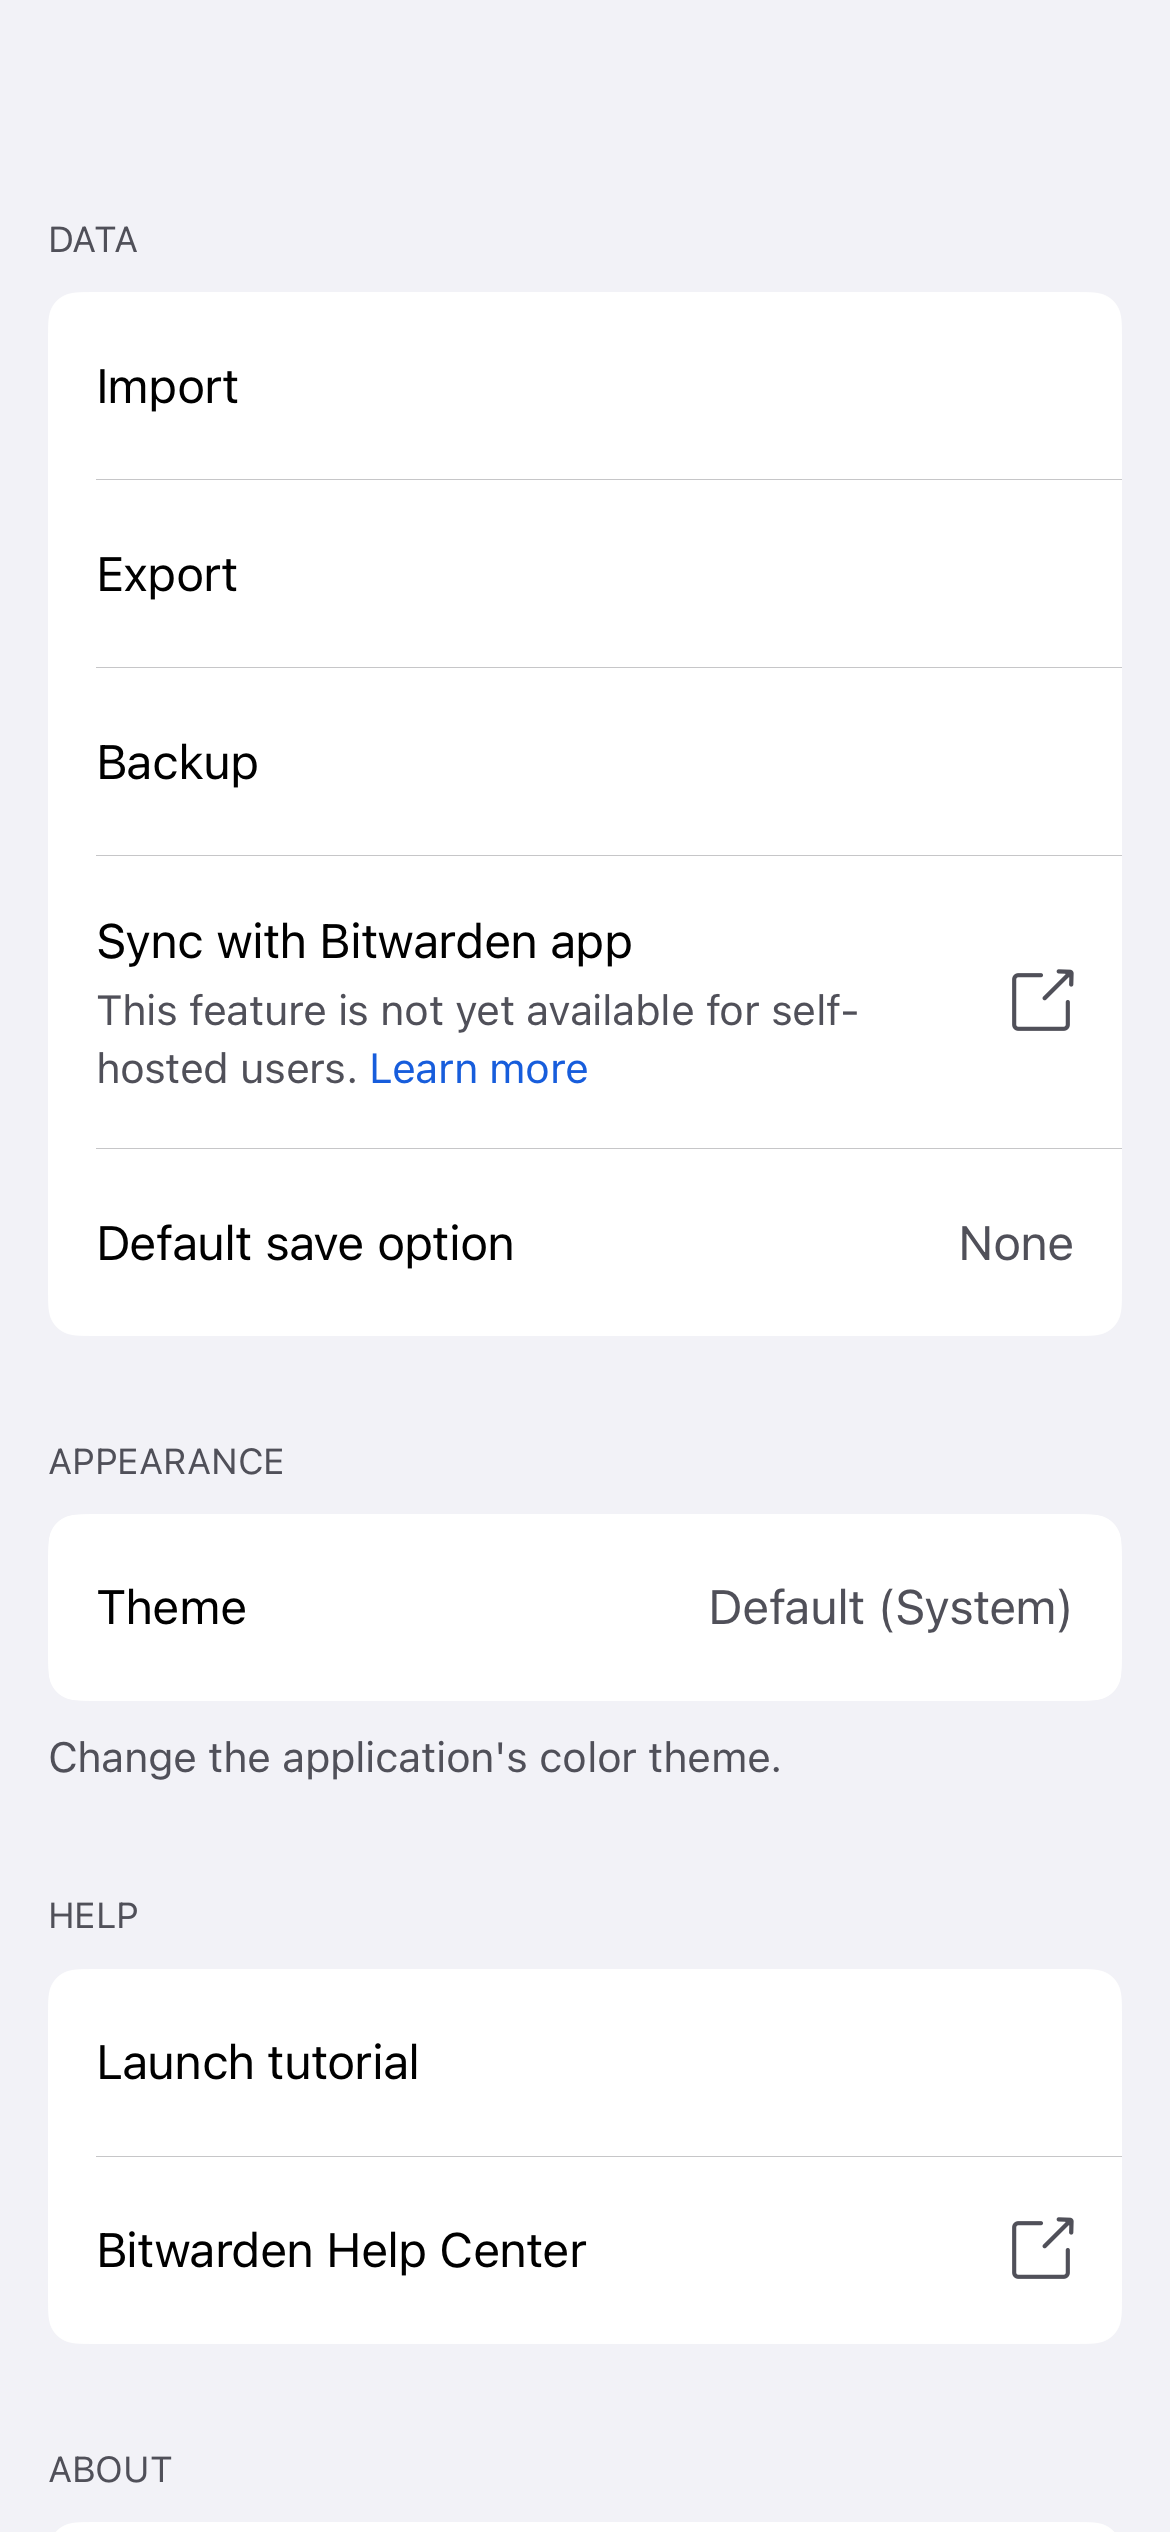 DATA
Import
Export
Backup
Sync with Bitwarden app
This feature is not yet available for self-
hosted users. Learn more
Default save option None
APPEARANCE
Theme Default (System)
Change the application's color theme.
HELP
Launch tutorial
Bitwarden Help Center
ABOUT